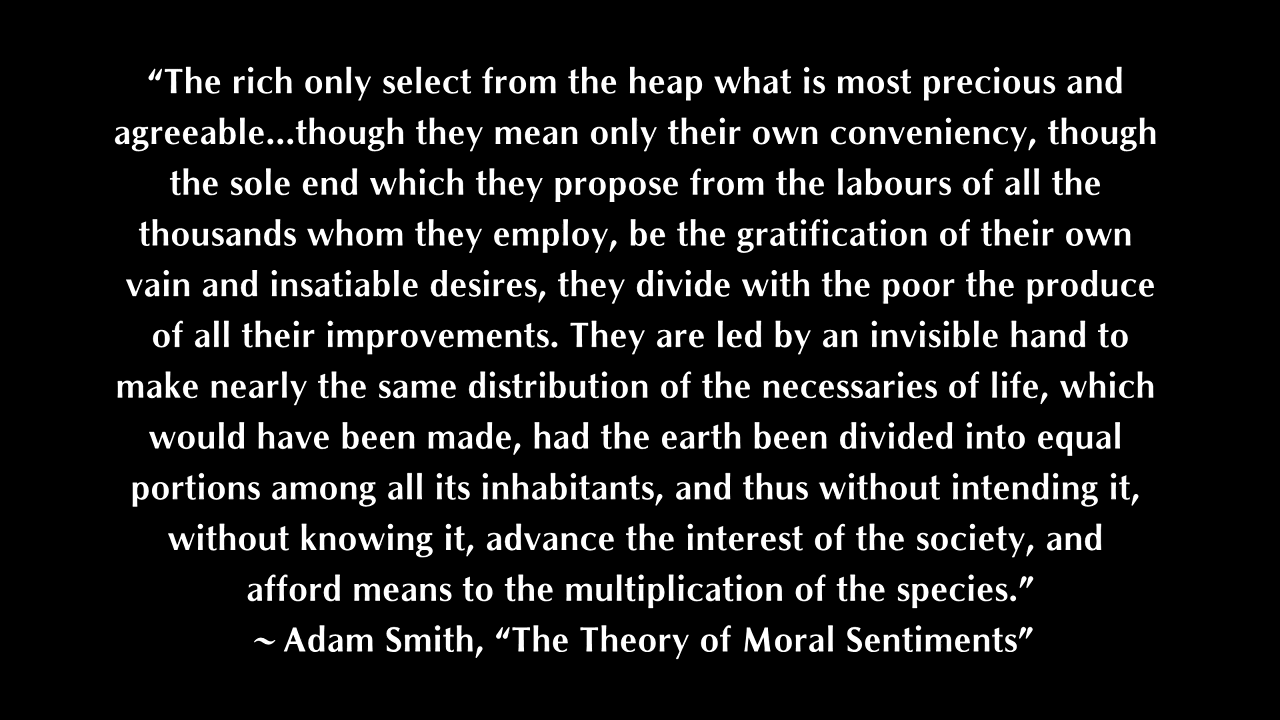 “The rich only select from the heap what is most precious and
agreeable...though they mean only their own conveniency, though
the sole end which they propose from the labours of all the
thousands whom they employ, be the gratification of their own
vain and insatiable desires, they divide with the poor the produce
of all their improvements. They are led by an invisible hand to
make nearly the same distribution of the necessaries of life, which
would have been made, had the earth been divided into equal
portions among all its inhabitants, and thus without intending it,
without knowing it, advance the interest of the society, and
afford means to the multiplication of the species.”
~ Adam Smith, “The Theory of Moral Sentiments”